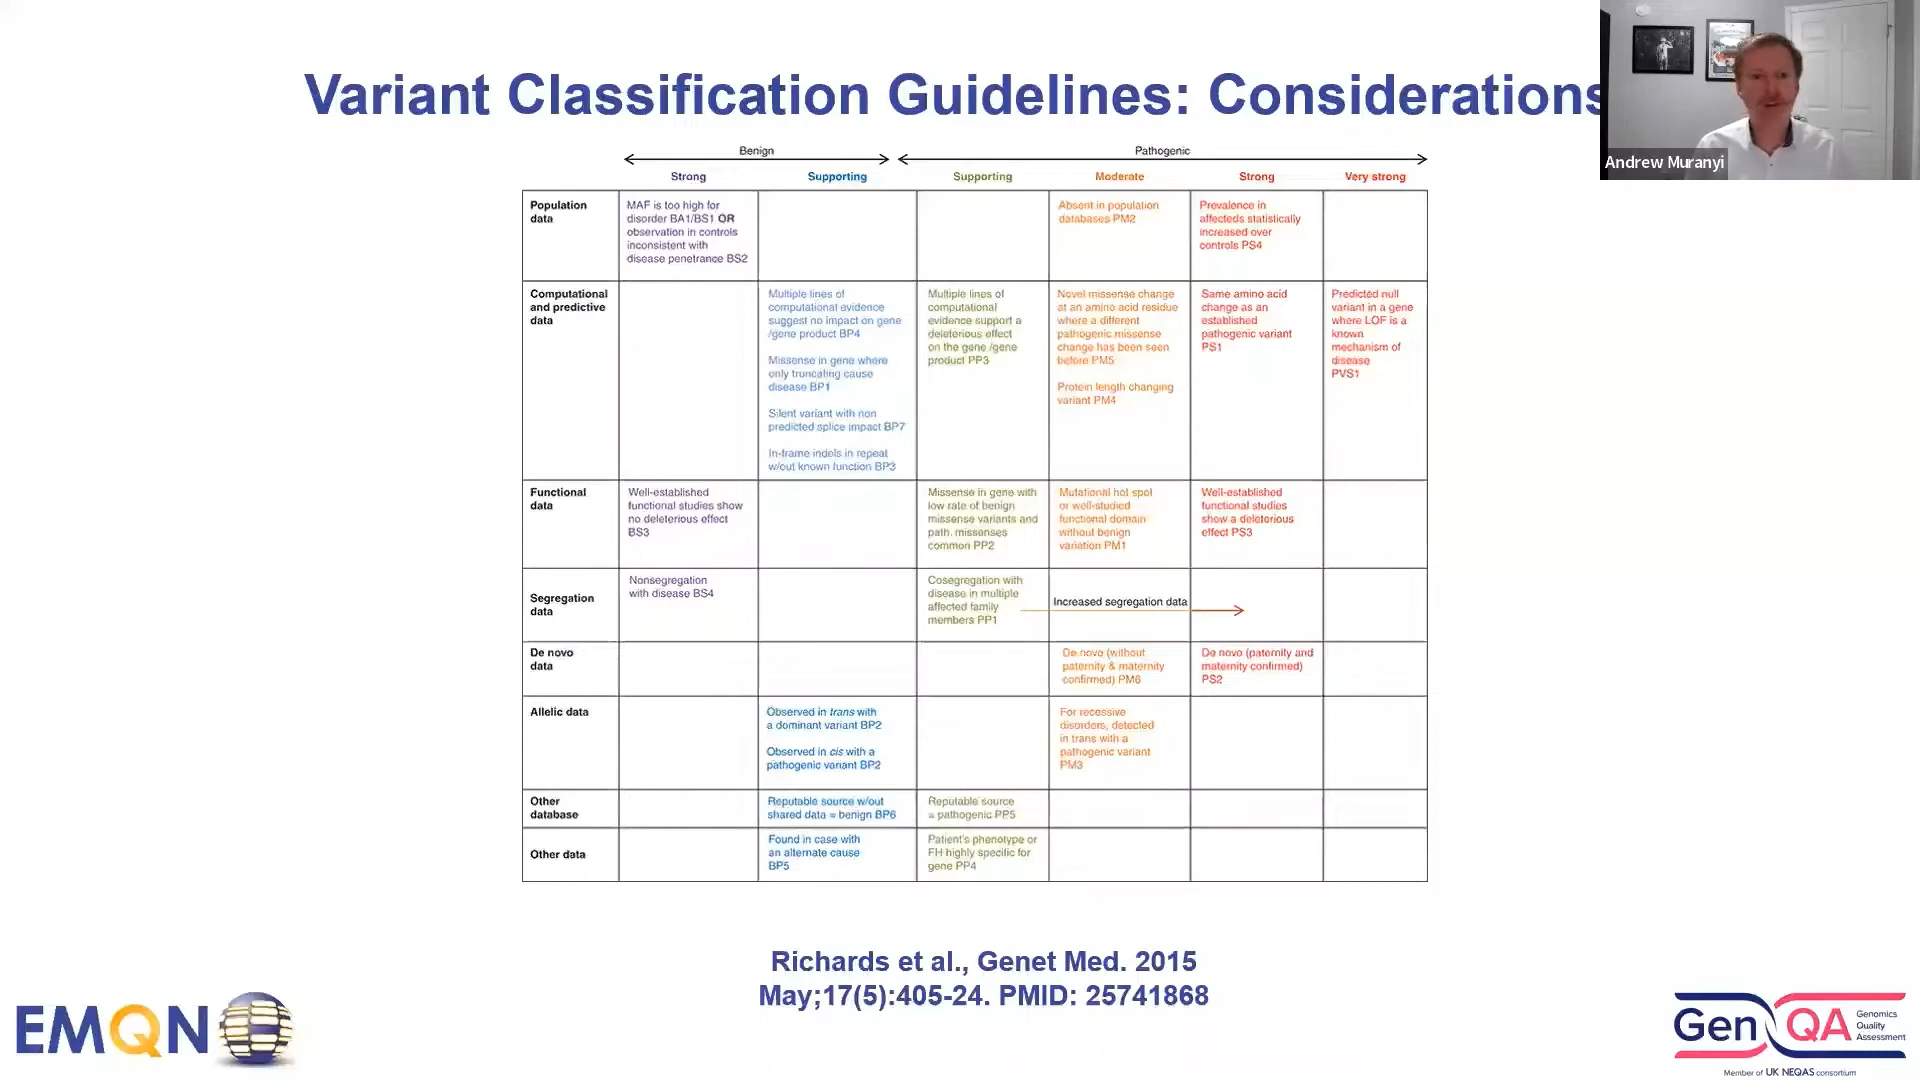 Variant Classification Guidelines: Considerations
Andrew Muranyi
Benign
Pathogenic
Strong
Supporting
Supporting
Moderate
Strong
Very strong
Population
data
MAF is too high for
disorder BA1/BS1 OR
observation in controls
inconsistent with
disease penetrance BS2
Absent in population
databases PM2
Prevalence in
affecteds statistically
increased over
controls PS4
Computational
and predictive
data
Multiple lines of
computational evidence
suggest no impact on gene
/gene product BP4
Missense in gene where
only truncating cause
disease BP1
Silent variant with non
predicted splice impact BP7
In-frame indels in repeat
w/out known function BP3
Multiple lines of
computational
evidence support a
deleterious effect
on the gene /gene
product PP3
Novel missense change
at an amino acid residue
where a different
pathogenic missense
change has been seen
before PM5
Protein length changing
variant PM4
Same amino acid
change as an
established
pathogenic variant
PS1
Predicted null
variant in a gene
where LOF is a
known
mechanism of
disease
PVS1
Functional
data
Well-established
functional studies show
no deleterious effect
BS3
Missense in gene with
low rate of benign
missense variants and
path. missenses
common PP2
Mutational hot spot
or well-studied
functional domain
without benign
variation PM1
Well-established
functional studies
show a deleterious
effect PS3
Segregation
data
Nonsegregation
with disease BS4
Cosegregation with
disease in multiple
affected family
members PP1
Increased segregation data
De novo
data
De novo (without
paternity & maternity
confirmed) PM6
De novo (paternity and
maternity confirmed)
PS2
Allelic data
Observed in trans with
a dominant variant BP2
Observed in cis with a
pathogenic variant BP2
For recessive
disorders, detected
in trans with a
pathogenic variant
PM3
Other
database
Reputable source w/out
shared data = benign BP6
Reputable source
= pathogenic PP5
Other data
Found in case with
an alternate cause
BP5
Patient's phenotype or
FH highly specific for
gene PP4
Richards et al., Genet Med. 2015
May;17(5):405-24. PMID: 25741868
EMQN
GenQA
Genomics
Quality
Assessment
Member of UK NEQAS consortium